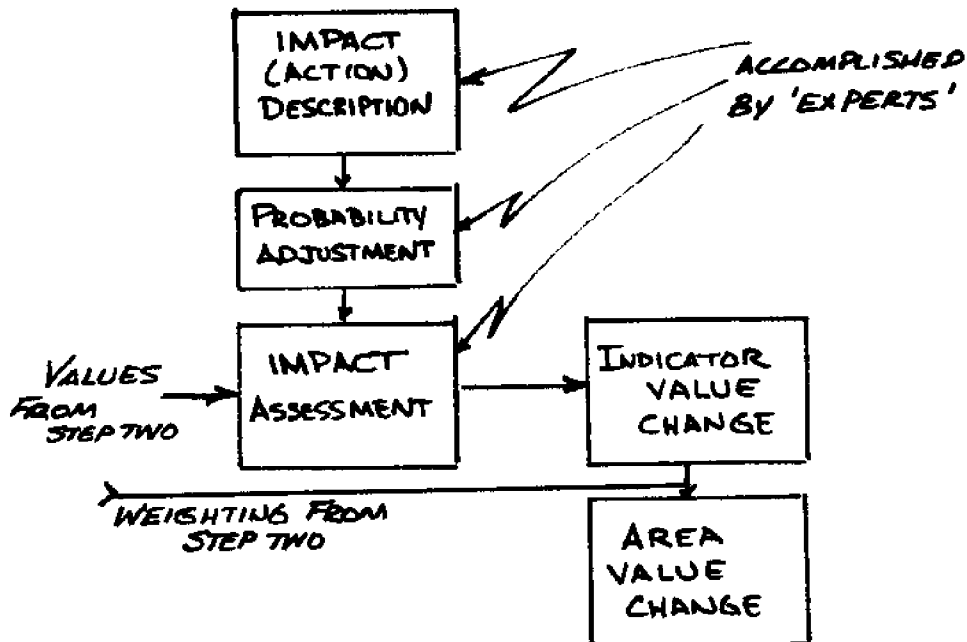 IMPACT
(ACTION)
DESCRIPTION
ACCOMPLISHED
BY 'EXPERTS'
PROBABILITY
ADJUSTMENT
VALUES
FROM
STEP TWO
IMPACT
ASSESSMENT
INDICATOR
VALUE
CHANGE
WEIGHTING FROM
STEP TWO
AREA
VALUE
CHANGE